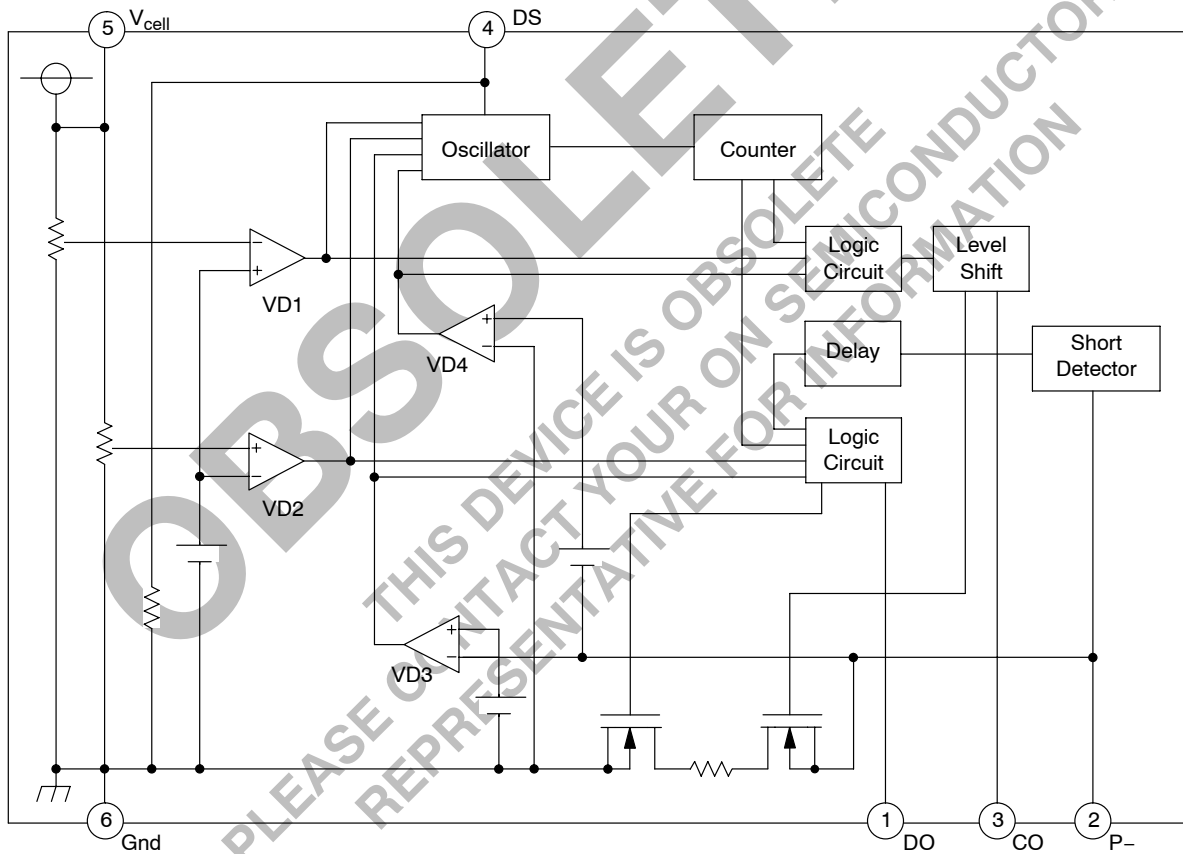 5
Vcell
4
DS
Oscillator
Counter
−
+
VD1
Logic
Circuit
Level
Shift
+
−
VD4
Delay
Short
Detector
+
−
VD2
Logic
Circuit
+
−
VD3
6
Gnd
1
DO
3
CO
2
P−
OBSOLETE
THIS DEVICE IS OBSOLETE
PLEASE CONTACT YOUR ON SEMICONDUCTOR
REPRESENTATIVE FOR INFORMATION